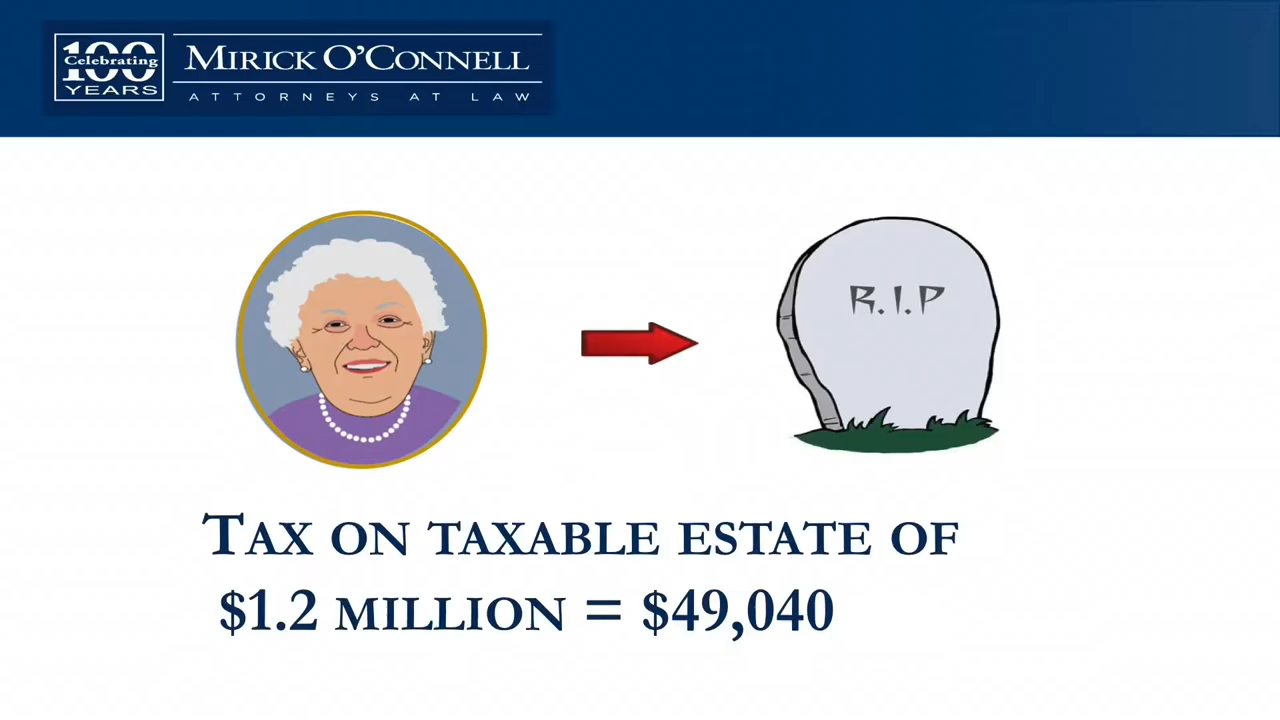 100
Celebrating
YEARS
MIRICK O'CONNELL
ATTORNEYS AT LAW
R.I.P
TAX ON TAXABLE ESTATE OF
$1.2 MILLION = $49,040